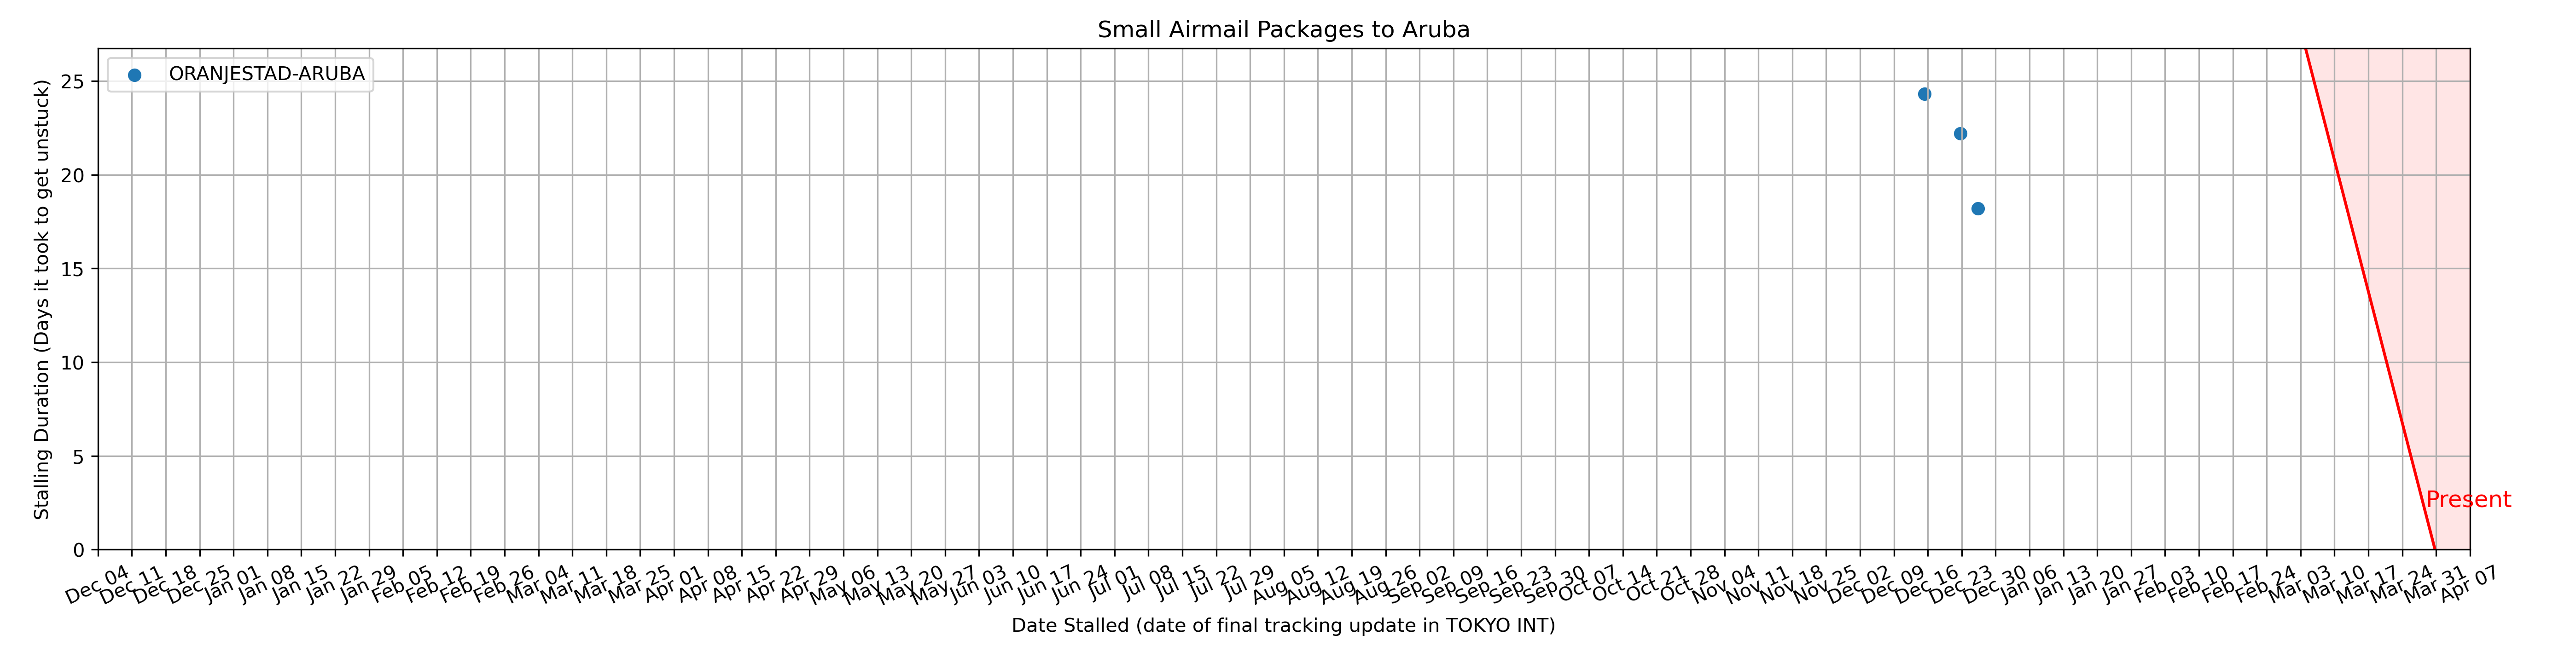 Small Airmail Packages to Aruba
ORANJESTAD-ARUBA
Stalling Duration (Days it took to get unstuck)
25
20
15
10
5
0
Present
Dec 04 Dec 11 Dec 18 Dec 25 Jan 01 Jan 08 Jan 15 Jan 22 Jan 29 Feb 05 Feb 12 Feb 19 Feb 26 Mar 04 Mar 11 Mar 18 Mar 25 Apr 01 Apr 08 Apr 15 Apr 22 Apr 29 May 06 May 13 May 20 May 27 Jun 03 Jun 10 Jun 17 Jun 24 Jul 01 Jul 08 Jul 15 Jul 22 Jul 29 Aug 05 Aug 12 Aug 19 Aug 26 Sep 02 Sep 09 Sep 16 Sep 23 Sep 30 Oct 07 Oct 14 Oct 21 Oct 28 Nov 04 Nov 11 Nov 18 Nov 25 Dec 02 Dec 09 Dec 16 Dec 23 Dec 30 Jan 06 Jan 13 Jan 20 Jan 27 Feb 03 Feb 10 Feb 17 Feb 24 Mar 03 Mar 10 Mar 17 Mar 24 Mar 31 Apr 07
Date Stalled (date of final tracking update in TOKYO INT)